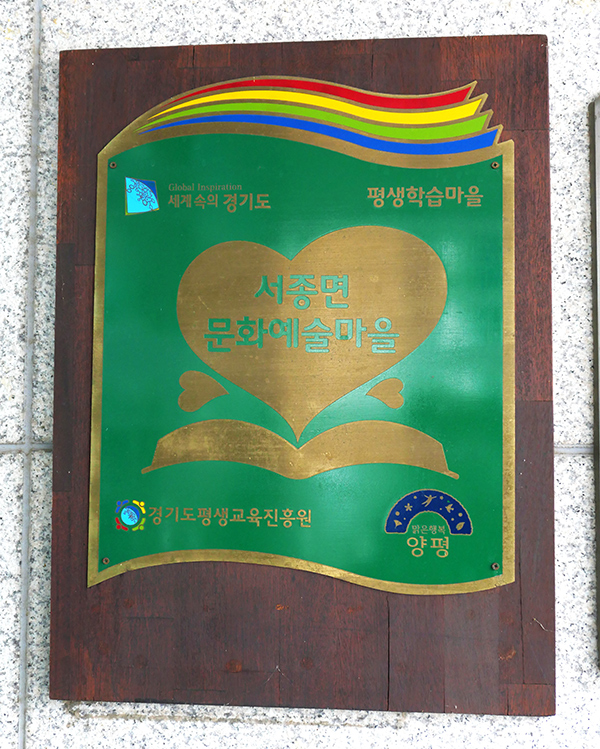 Global Inspiration
세계 속의 경기도
평생학습마을
서종면
문화예술마을
경기도평생교육진흥원
맑은행복
양평